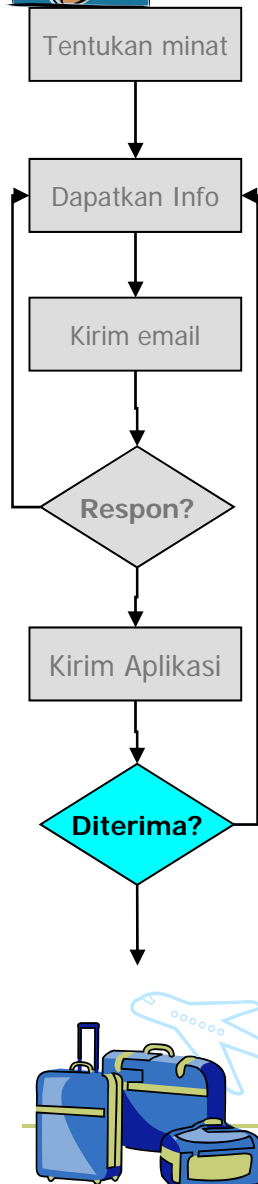 Tentukan minat
Dapatkan Info
Kirim email
Respon?
Kirim Aplikasi
Diterima?